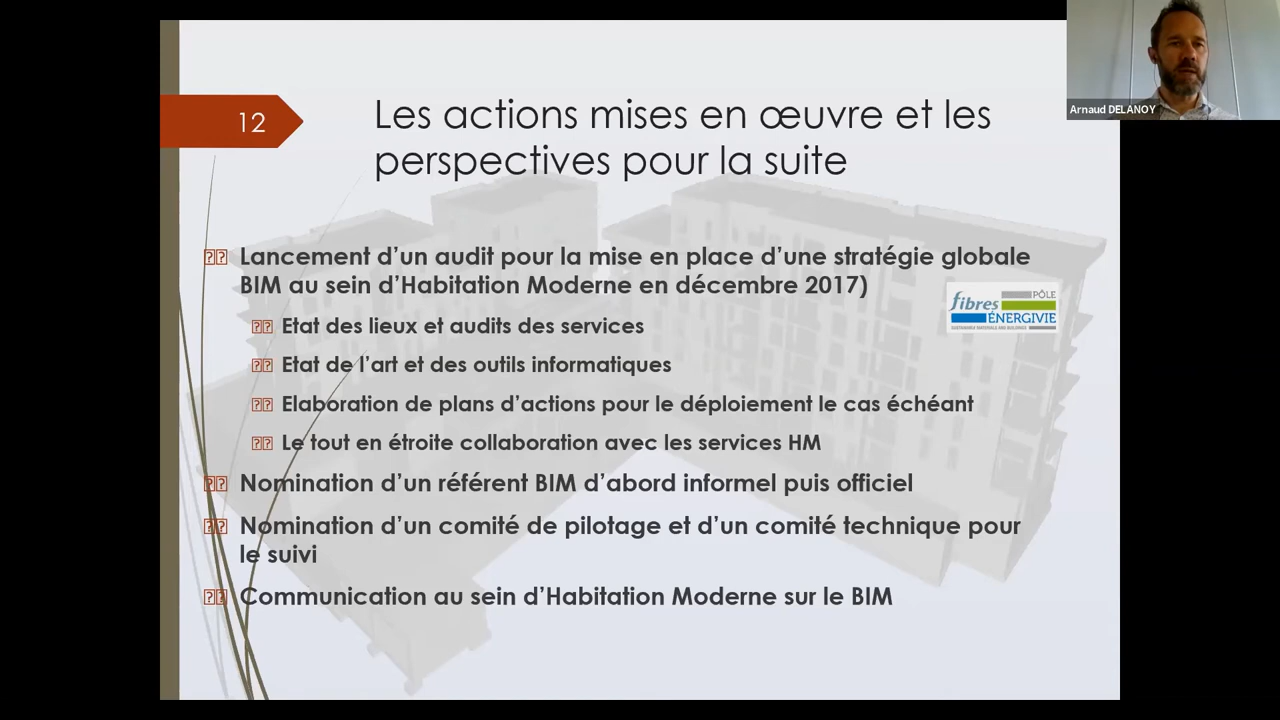 12
Les actions mises en œuvre et les
perspectives pour la suite
Arnaud DELANOY
Lancement d’un audit pour la mise en place d’une stratégie globale
BIM au sein d’Habitation Moderne en décembre 2017)
PÔLE
fibres
ÉNERGIVIE
SUSTAINABLE MATERIALS AND BUILDINGS
Etat des lieux et audits des services
Etat de l’art et des outils informatiques
Elaboration de plans d’actions pour le déploiement le cas échéant
Le tout en étroite collaboration avec les services HM
Nomination d’un référent BIM d’abord informel puis officiel
Nomination d’un comité de pilotage et d’un comité technique pour
le suivi
Communication au sein d’Habitation Moderne sur le BIM